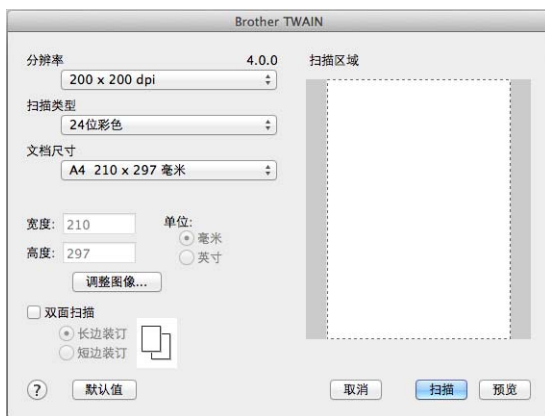 Brother TWAIN
分辨率 4.0.0
200 x 200 dpi
扫描类型
24位彩色
文档尺寸
A4 210 x 297 毫米
宽度: 210
高度: 297
单位:
毫米
英寸
调整图像...
双面扫描
长边装订
短边装订
? 默认值
扫描区域
取消 扫描 预览